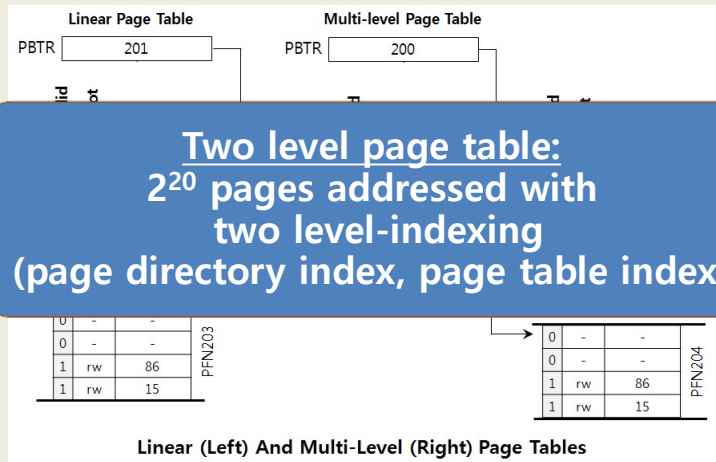 Linear Page Table
Multi-level Page Table
PBTR 201
PBTR 200
Two level page table:
2²⁰ pages addressed with
two level-indexing
(page directory index, page table index
0 - -
0 - -
1 rw 86
1 rw 15
PFN203
0 - -
0 - -
1 rw 86
1 rw 15
PFN204
Linear (Left) And Multi-Level (Right) Page Tables